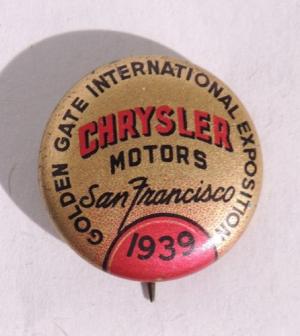 GOLDEN GATE INTERNATIONAL EXPOSITION
CHRYSLER
MOTORS
San Francisco
1939